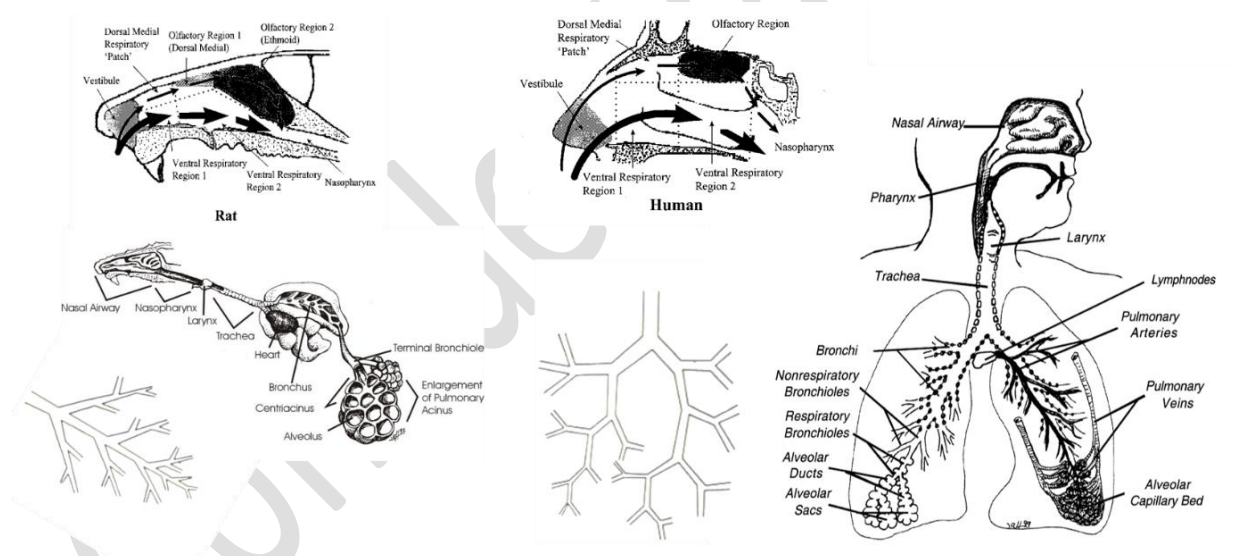 Dorsal Medial
Respiratory
'Patch'
Olfactory Region 1
(Dorsal Medial)
Olfactory Region 2
(Ethmoid)
Vestibule
Ventral Respiratory
Region 1
Ventral Respiratory
Region 2
Nasopharynx
Rat
Dorsal Medial
Respiratory
'Patch'
Olfactory Region
Vestibule
Nasopharynx
Ventral Respiratory
Region 1
Ventral Respiratory
Region 2
Human
Nasal Airway
Nasopharynx
Larynx
Trachea
Heart
Bronchus
Terminal Bronchiole
Centriacinus
Enlargement
of Pulmonary
Acinus
Alveolus
Nasal Airway
Pharynx
Larynx
Trachea
Lymphnodes
Pulmonary
Arteries
Bronchi
Nonrespiratory
Bronchioles
Pulmonary
Veins
Respiratory
Bronchioles
Alveolar
Ducts
Alveolar
Sacs
Alveolar
Capillary Bed